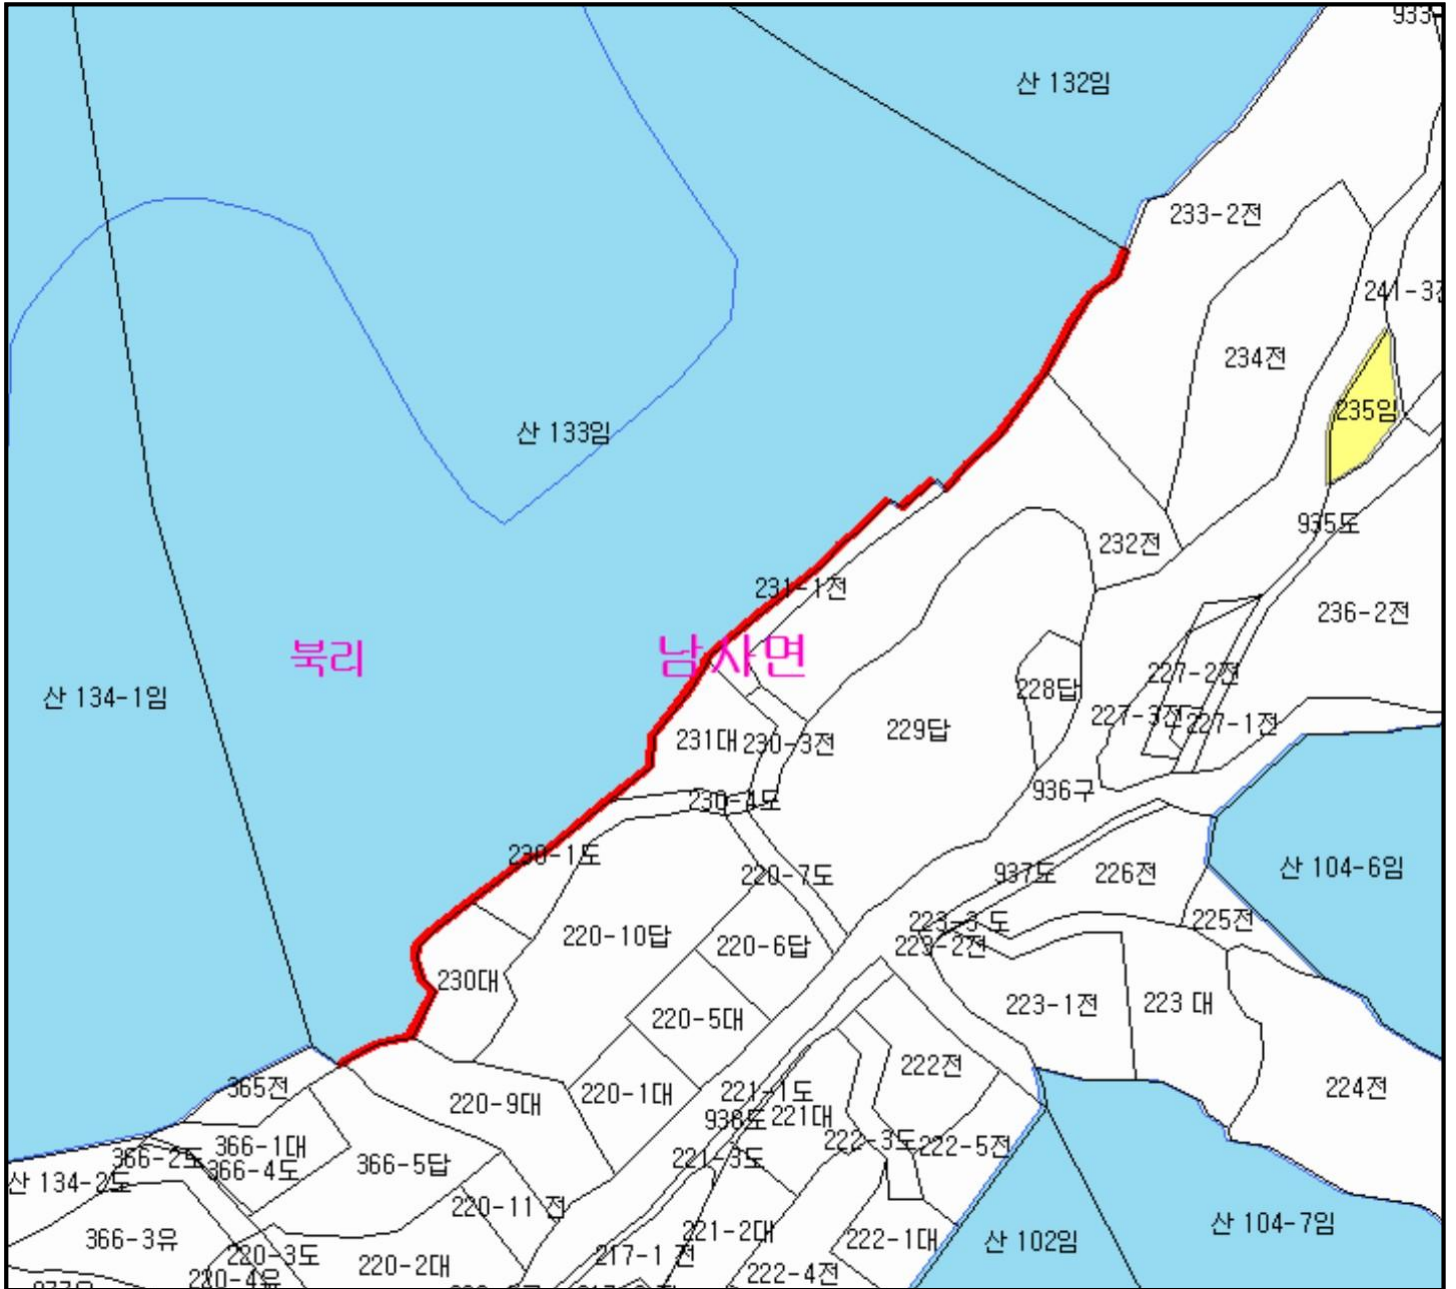 산 132임
233-2전
234전
235임
산 133임
935도
232전
231-1전
236-2전
북리
남사면
227-2전
228답
산 134-1임
227-3전
227-1전
229답
231대
230-3전
936구
230-4도
230-1도
산 104-6임
220-7도
937도
226전
225전
223-3 도
220-10답
220-6답
223-2전
230대
223-1전
223 대
220-5대
222전
365전
224전
220-9대
220-1대
221-1도
221대
938도
222-3도
222-5전
366-1대
366-2도
366-4도
366-5답
221-3도
산 134-2도
220-11 전
산 104-7임
221-2대
366-3유
222-1대
산 102임
220-3도
217-1 전
220-2대
222-4전
220-4유